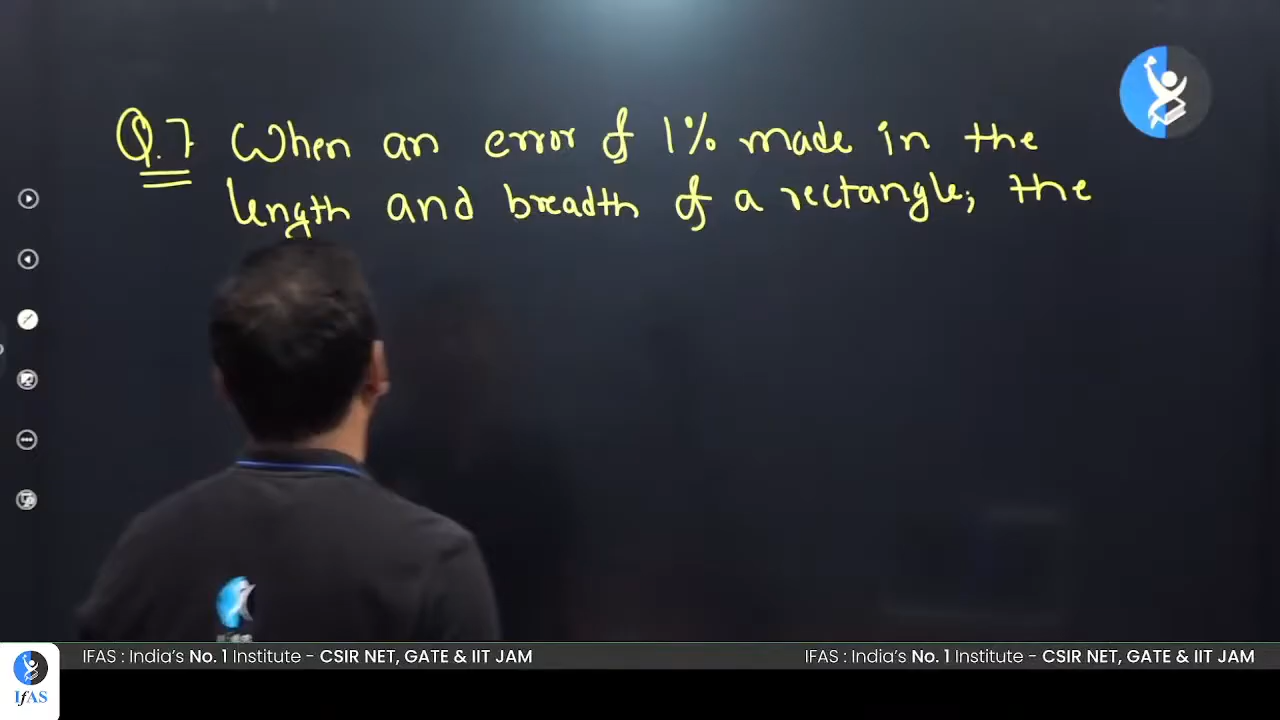 Q.7 When an error of 1% made in the
length and breadth of a rectangle; the
IFAS : India's No. 1 Institute - CSIR NET, GATE & IIT JAM
IFAS : India's No. 1 Institute - CSIR NET, GATE & IIT JAM
IFAS